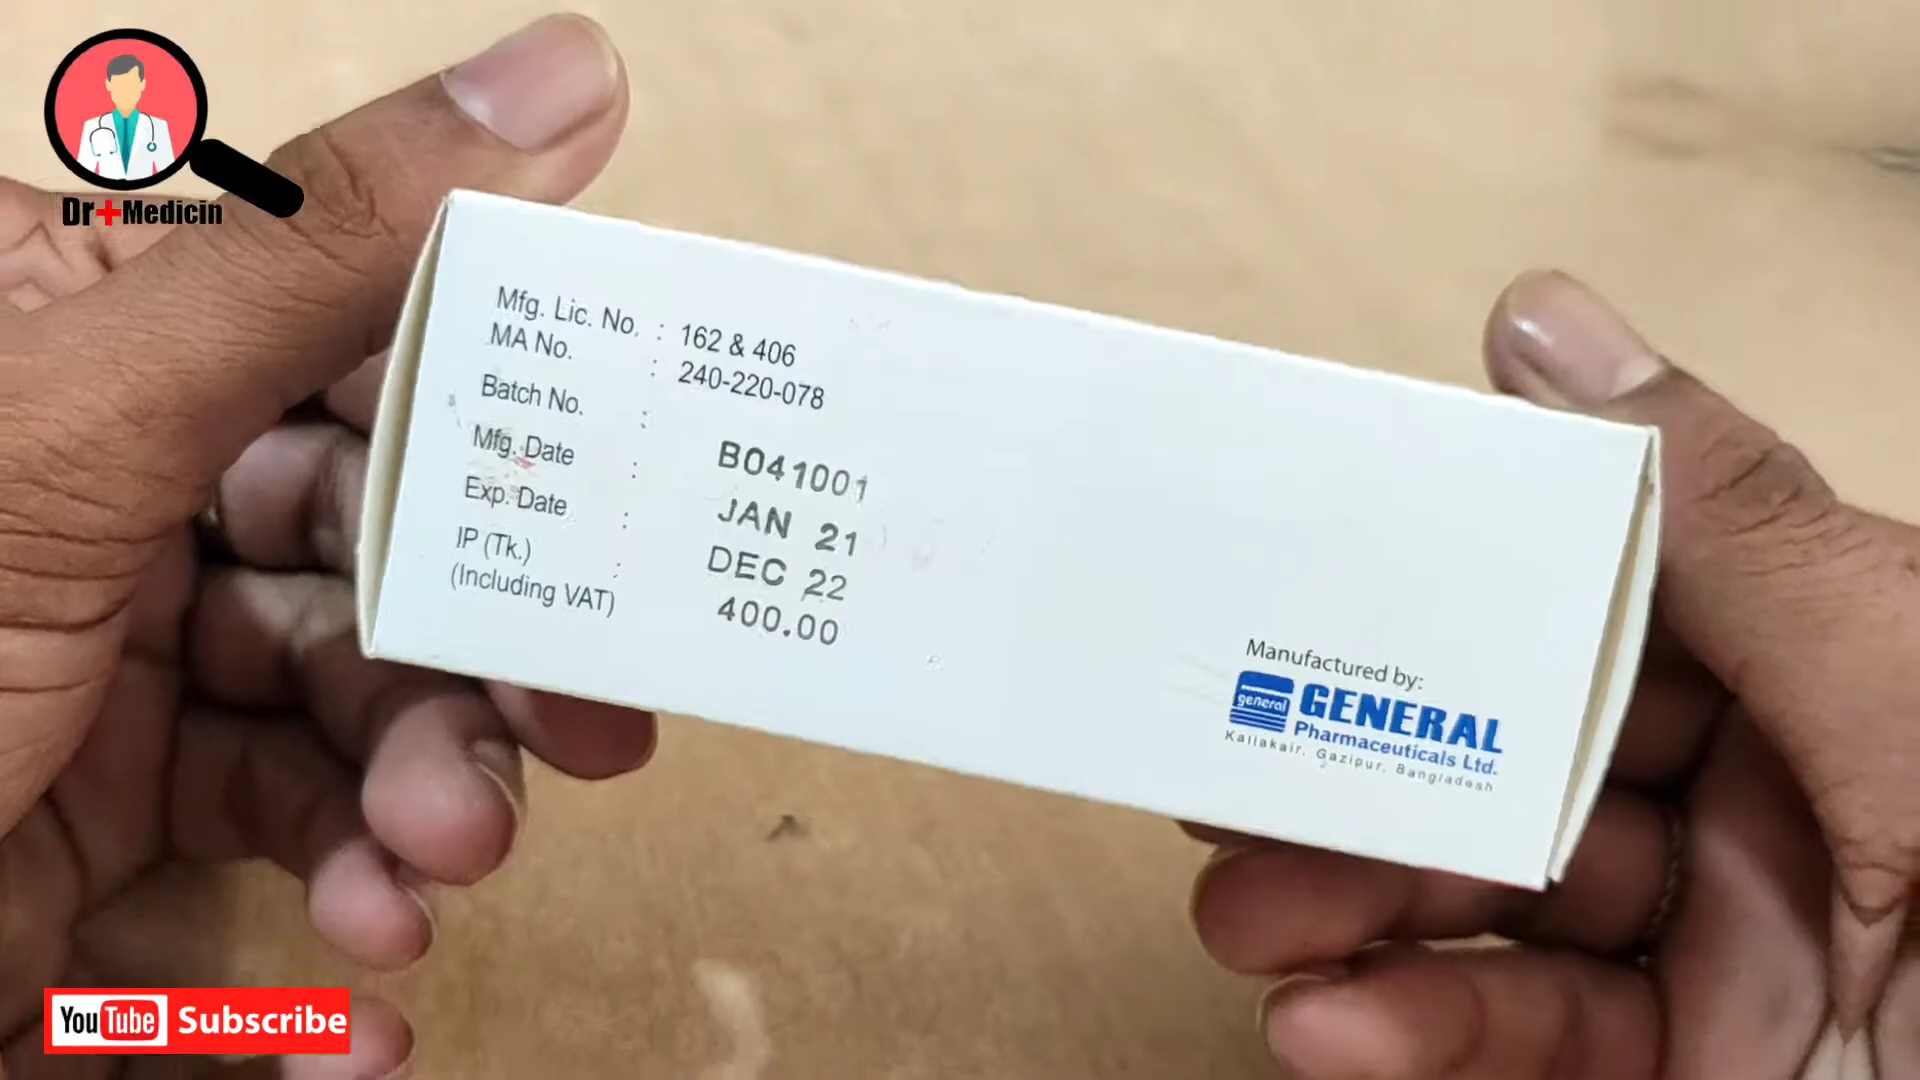 Dr+Medicin
Mfg. Lic. No. : 162 & 406
MA No. : 240-220-078
Batch No. : B041001
Mfg. Date : JAN 21
Exp. Date : DEC 22
IP (Tk.) : 400.00
(Including VAT)
Manufactured by:
general
GENERAL
Pharmaceuticals Ltd.
Kaliakair, Gazipur, Bangladesh
YouTube Subscribe